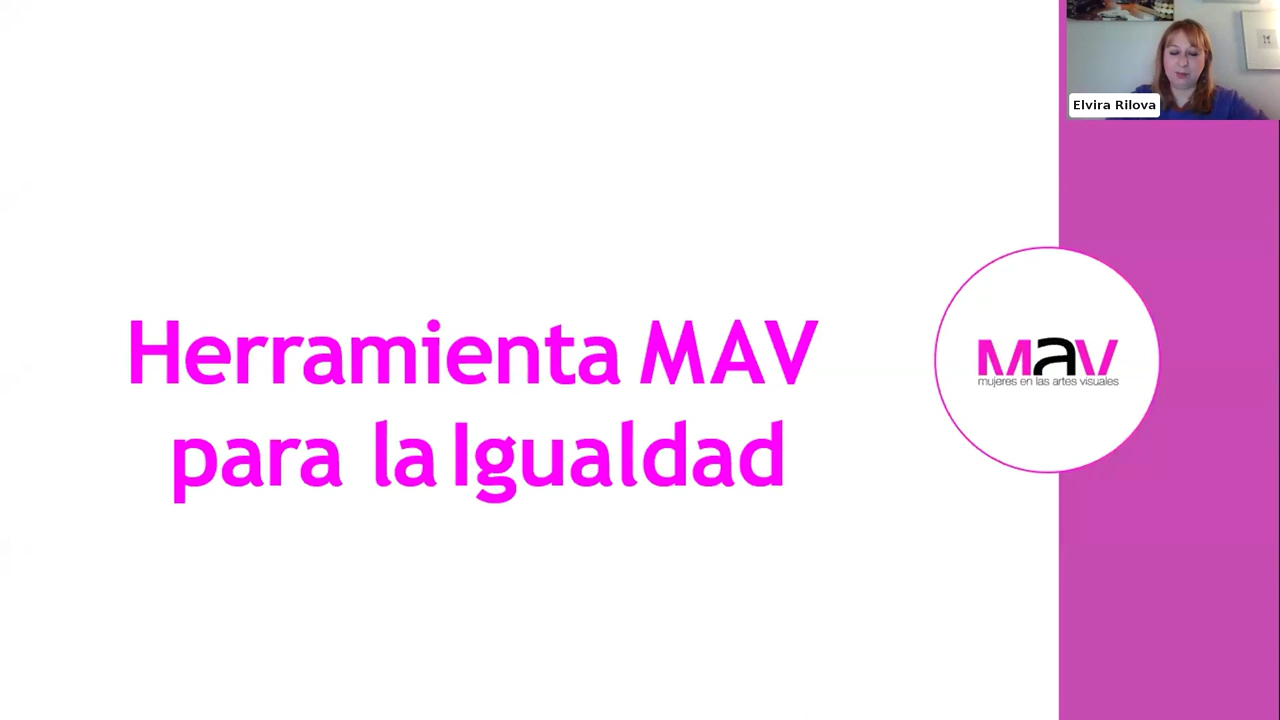 Elvira Rilova
Herramienta MAV
para la Igualdad
mav
mujeres en las artes visuales